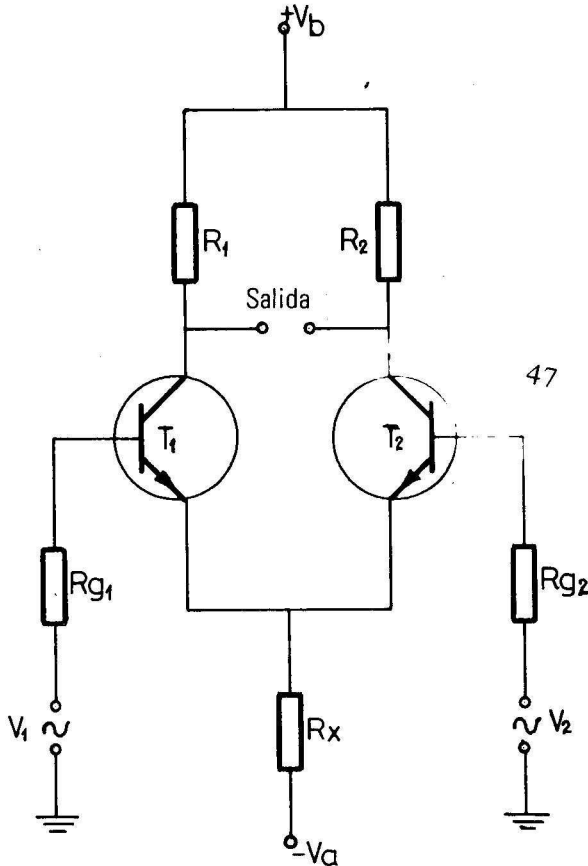 +Vb
R1
R2
Salida
47
T1
T2
Rg1
Rg2
V1 ~
~ V2
Rx
-Va